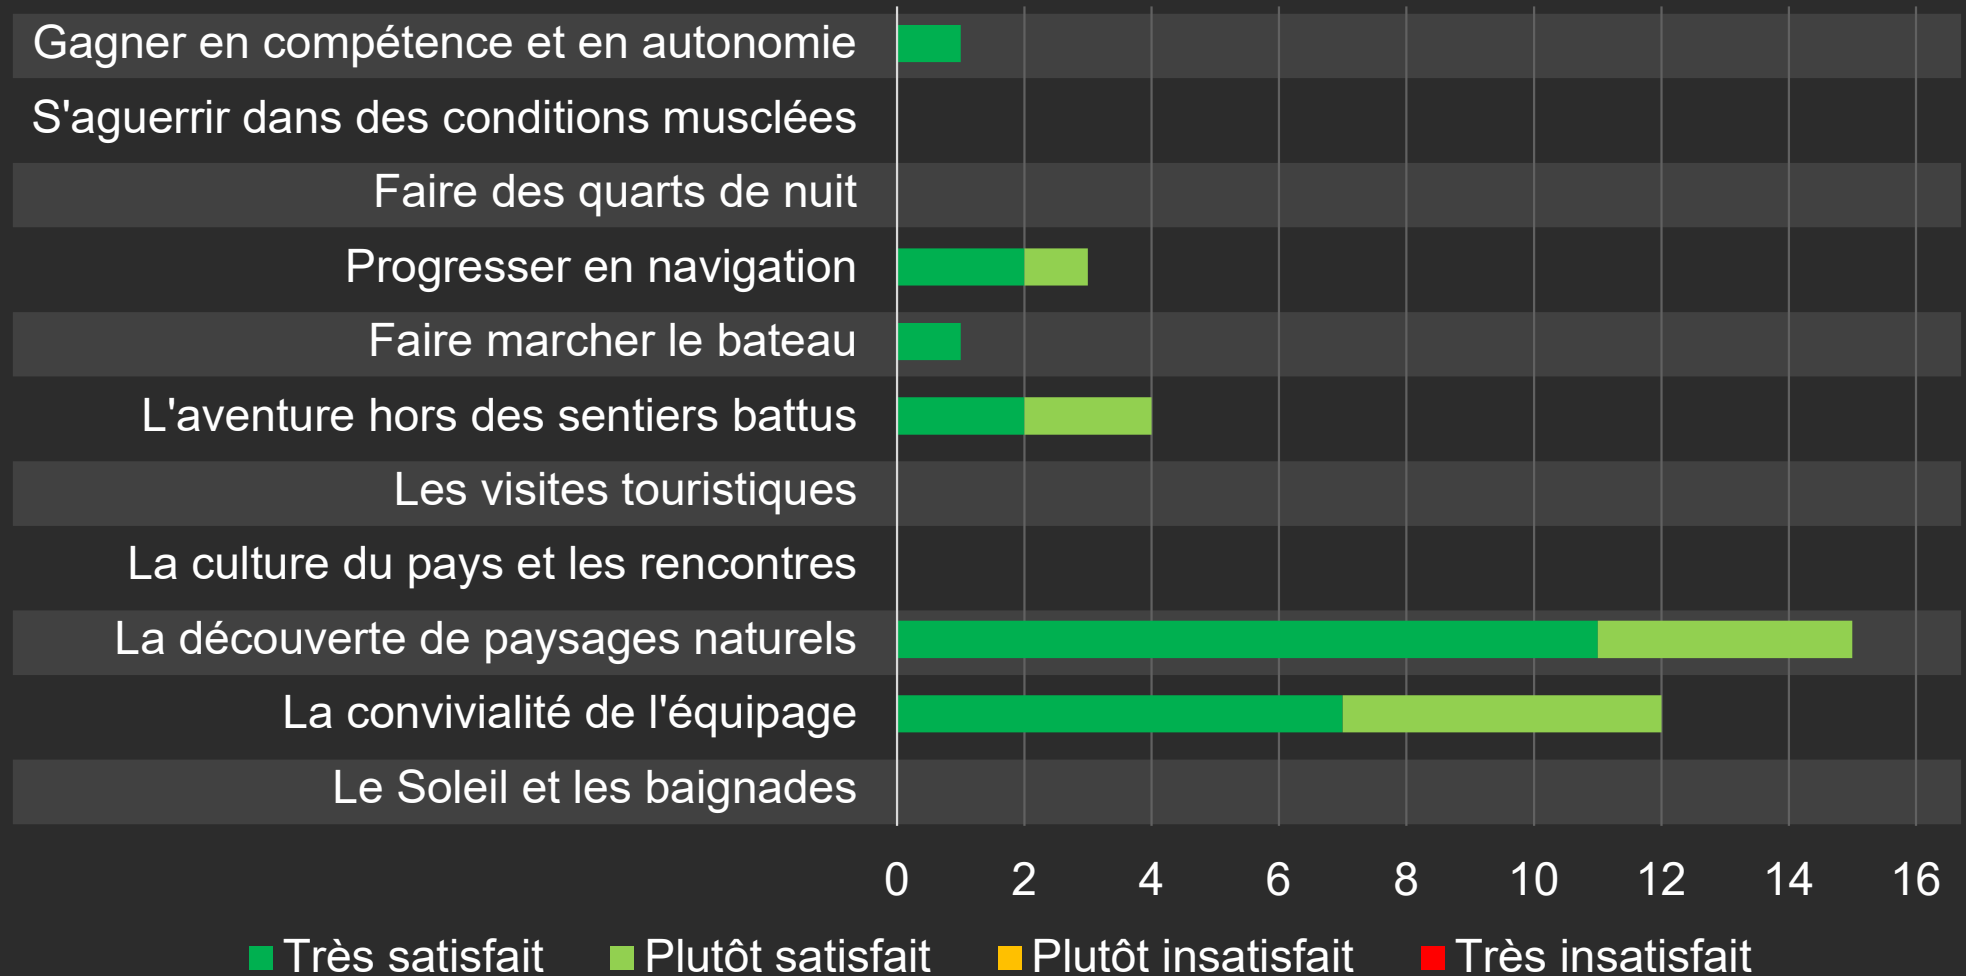 Gagner en compétence et en autonomie
S'aguerrir dans des conditions musclées
Faire des quarts de nuit
Progresser en navigation
Faire marcher le bateau
L'aventure hors des sentiers battus
Les visites touristiques
La culture du pays et les rencontres
La découverte de paysages naturels
La convivialité de l'équipage
Le Soleil et les baignades
0 2 4 6 8 10 12 14 16
Très satisfait Plutôt satisfait Plutôt insatisfait Très insatisfait